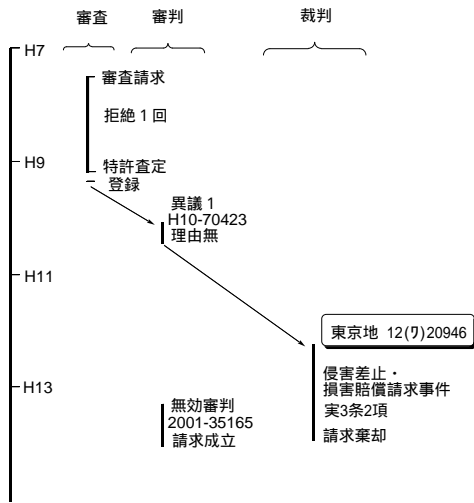 審査
審判
裁判
H7
審査請求
拒絶1回
H9
特許査定
登録
異議1
H10-70423
理由無
H11
東京地 12(ワ)20946
侵害差止・
損害賠償請求事件
実3条2項
請求棄却
H13
無効審判
2001-35165
請求成立